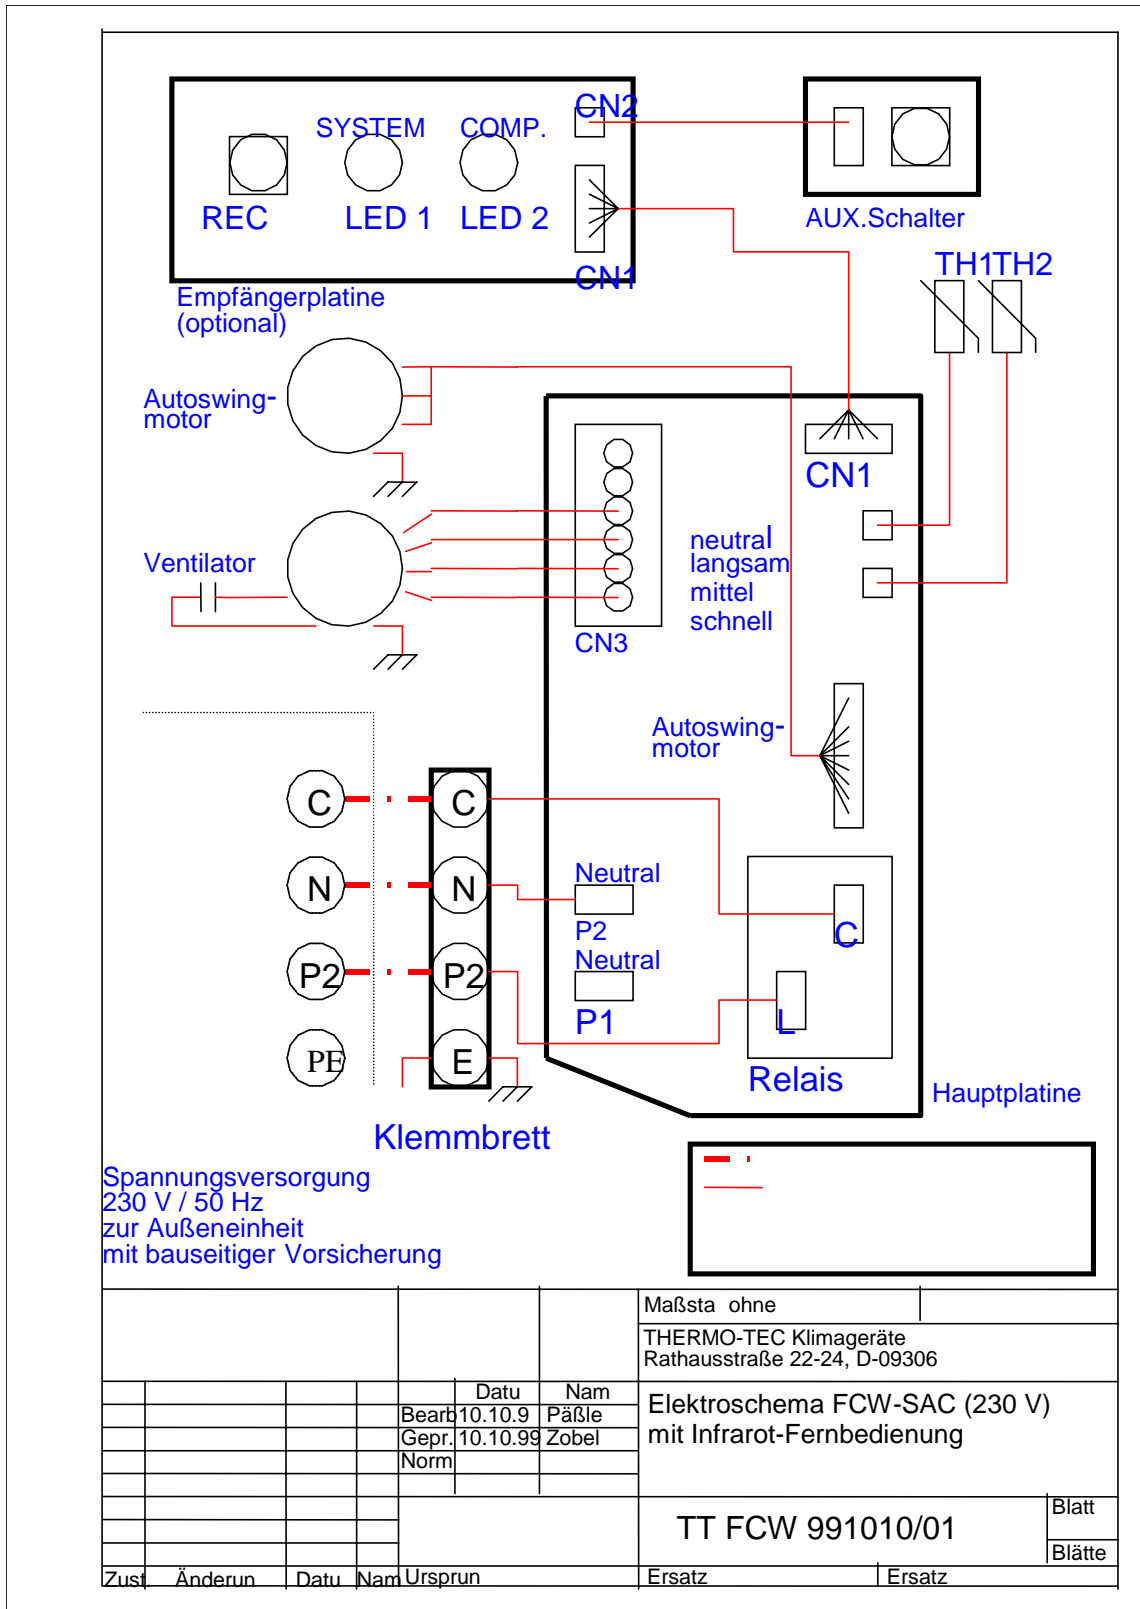 CN2
SYSTEM COMP.
REC LED 1 LED 2
CN1
AUX.Schalter
Empfängerplatine
(optional)
TH1TH2
Autoswing-
motor
CN1
Ventilator
neutral
langsam
mittel
schnell
CN3
Autoswing-
motor
C C
N N
P2 P2
PE E
Neutral
P2
Neutral
P1
C
L
Relais
Hauptplatine
Klemmbrett
Spannungsversorgung
230 V / 50 Hz
zur Außeneinheit
mit bauseitiger Vorsicherung
Maßsta ohne
THERMO-TEC Klimageräte
Rathausstraße 22-24, D-09306
Datu Nam
Bearb 10.10.9 Päßle
Gepr. 10.10.99 Zobel
Norm
Elektroschema FCW-SAC (230 V)
mit Infrarot-Fernbedienung
TT FCW 991010/01
Blatt
Blätte
Zust. Änderun Datu Nam Ursprun Ersatz Ersatz